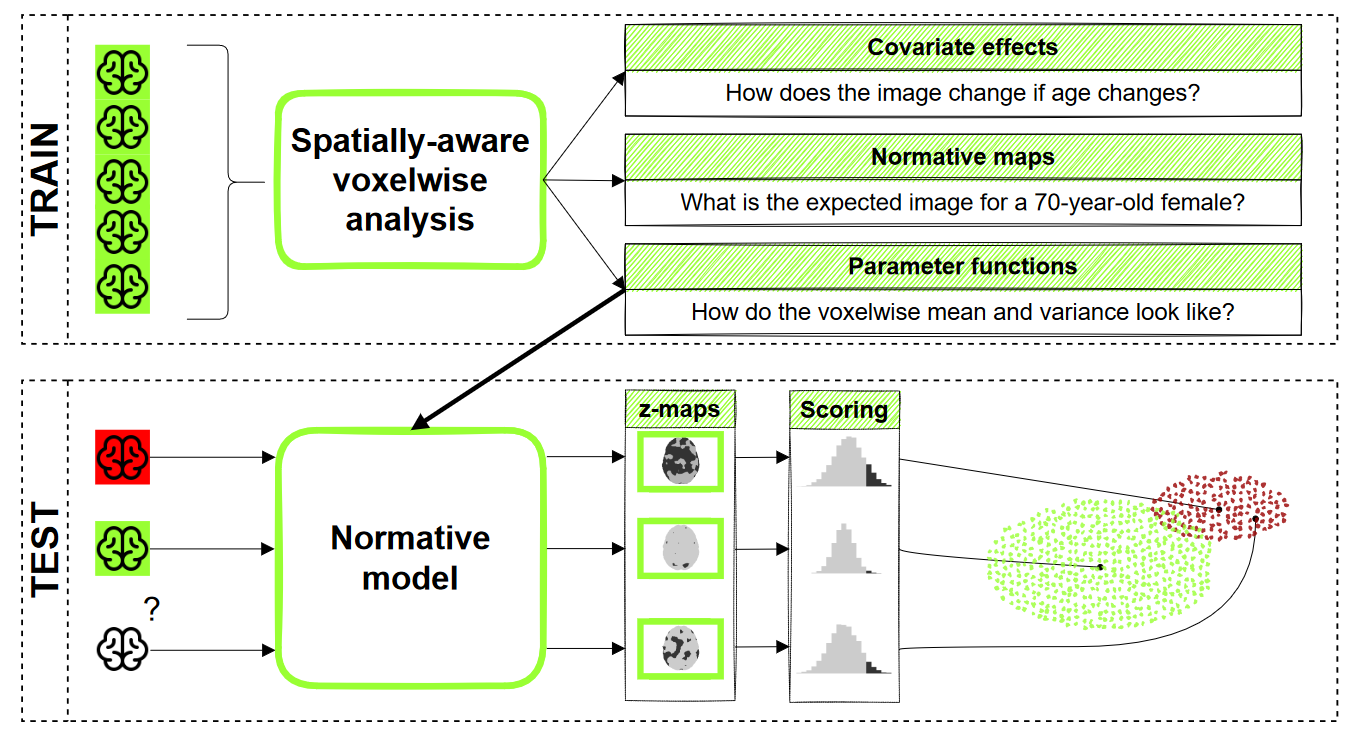 TRAIN
Spatially-aware
voxelwise
analysis
Covariate effects
How does the image change if age changes?
Normative maps
What is the expected image for a 70-year-old female?
Parameter functions
How do the voxelwise mean and variance look like?
TEST
?
Normative
model
z-maps
Scoring